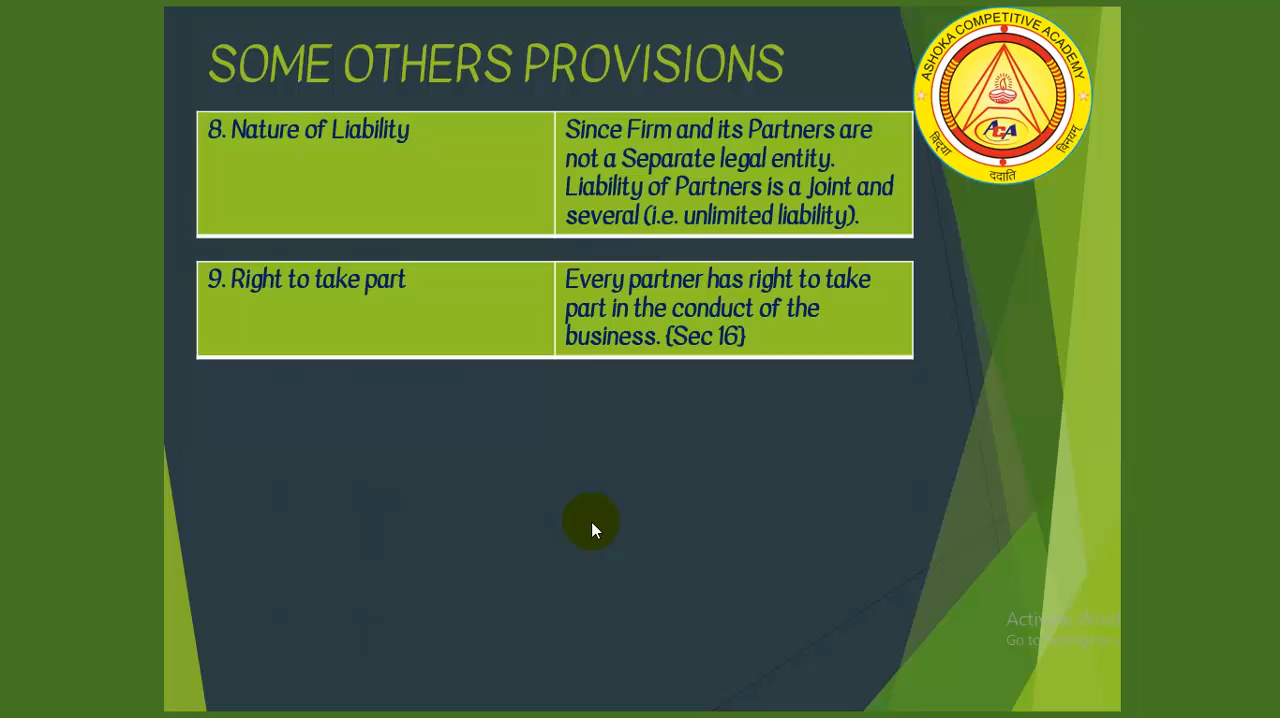 SOME OTHERS PROVISIONS
ASHOKA COMPETITIVE ACADEMY
ACA
विद्या
ददाति
विनयम्
8. Nature of Liability
Since Firm and its Partners are
not a Separate legal entity.
Liability of Partners is a joint and
several (i.e. unlimited liability).
9. Right to take part
Every partner has right to take
part in the conduct of the
business. {Sec 16}